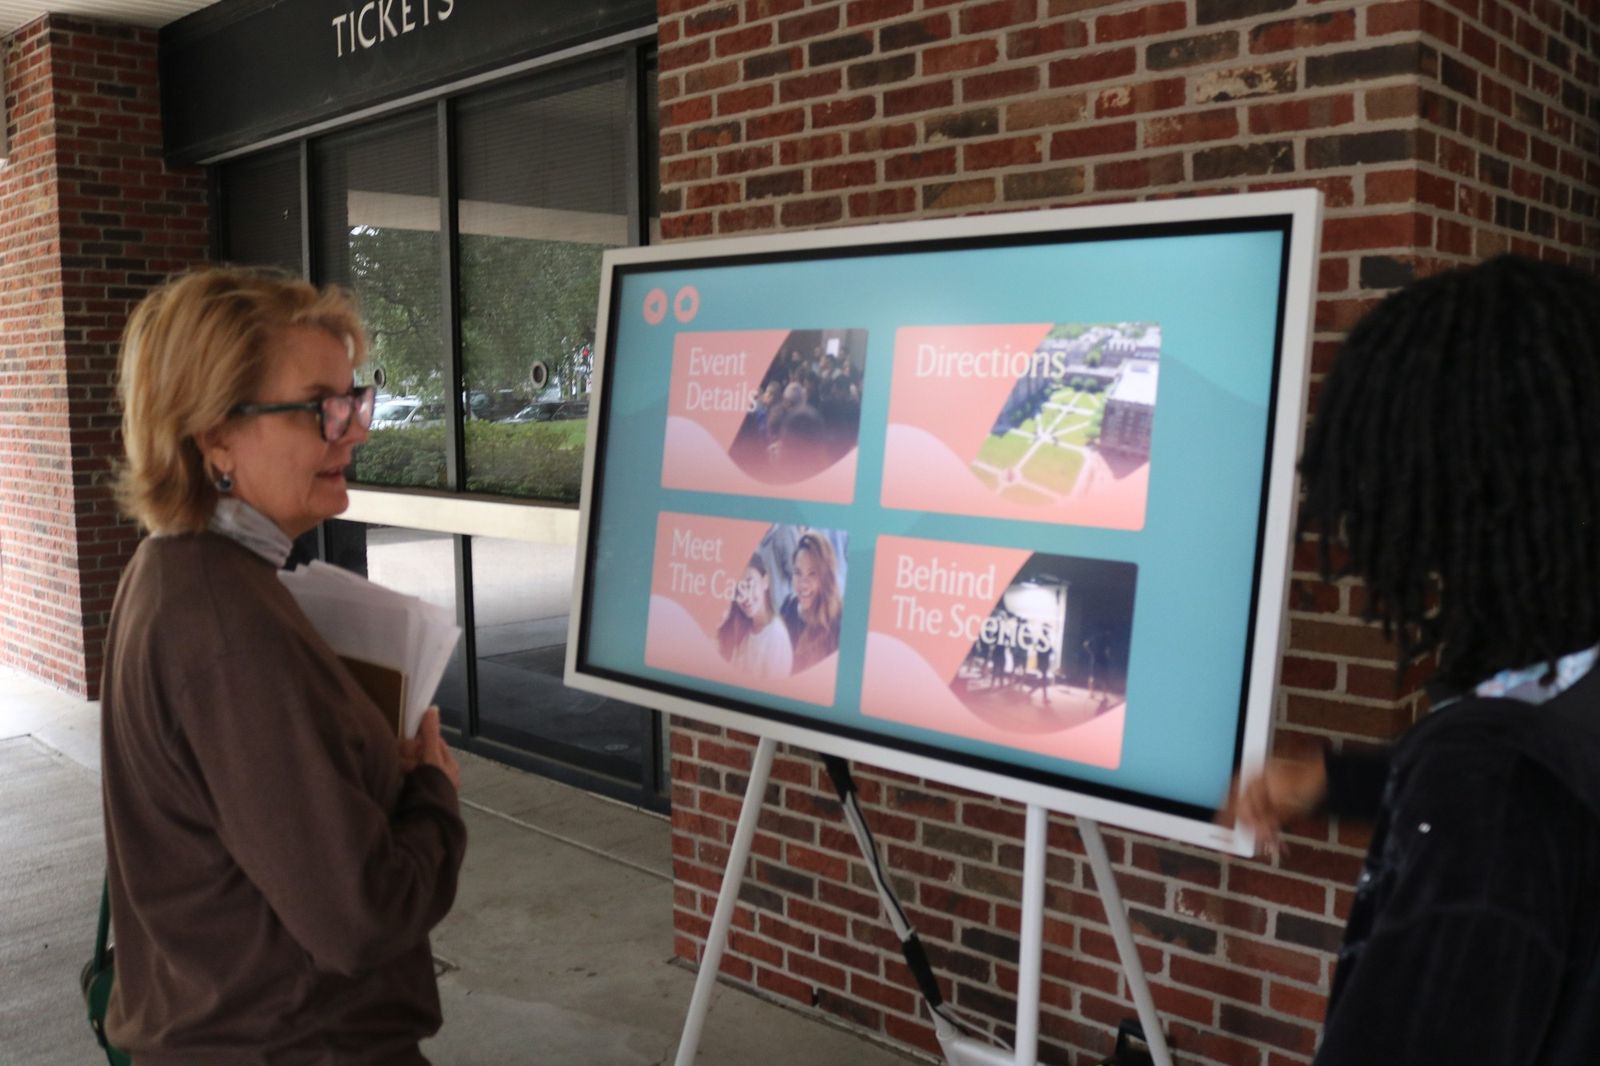 TICKETS
Event
Details
Directions
Meet
The Cast
Behind
The Scenes